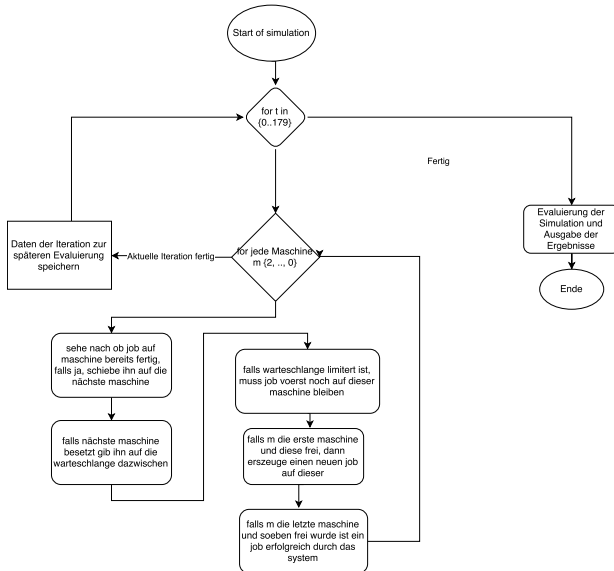 Start of simulation
for t in
{0..179}
Fertig
Evaluierung der
Simulation und
Ausgabe der
Ergebnisse
Ende
Daten der Iteration zur
späteren Evaluierung
speichern
Aktuelle Iteration fertig
for jede Maschine
m {2, .., 0}
sehe nach ob job auf
maschine bereits fertig,
falls ja, schiebe ihn auf die
nächste maschine
falls nächste maschine
besetzt gib ihn auf die
warteschlange dazwischen
falls warteschlange limitert ist,
muss job voerst noch auf dieser
maschine bleiben
falls m die erste maschine
und diese frei, dann
erszeuge einen neuen job
auf dieser
falls m die letzte maschine
und soeben frei wurde ist ein
job erfolgreich durch das
system